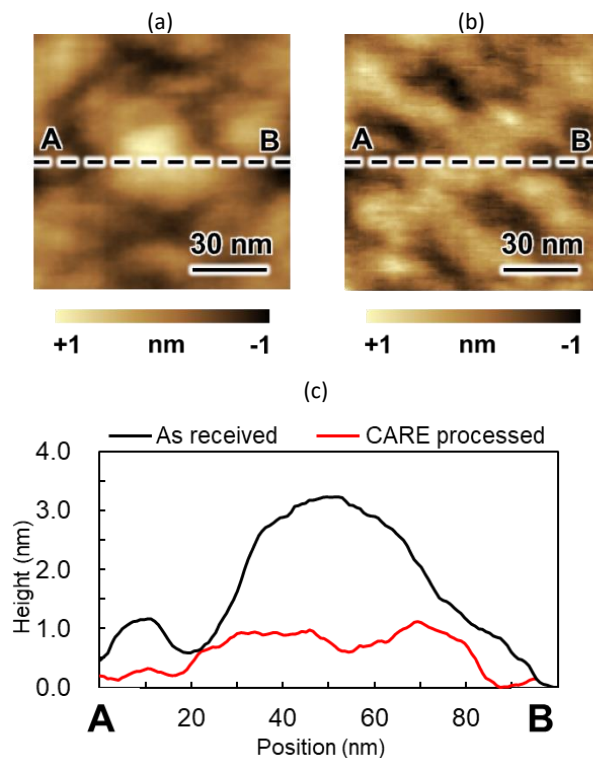 (a) (b)
A B A B
30 nm 30 nm
+1 nm -1 +1 nm -1
(c)
As received CARE processed
4.0
3.0
2.0
1.0
0.0
Height (nm)
A 20 40 60 80 B
Position (nm)